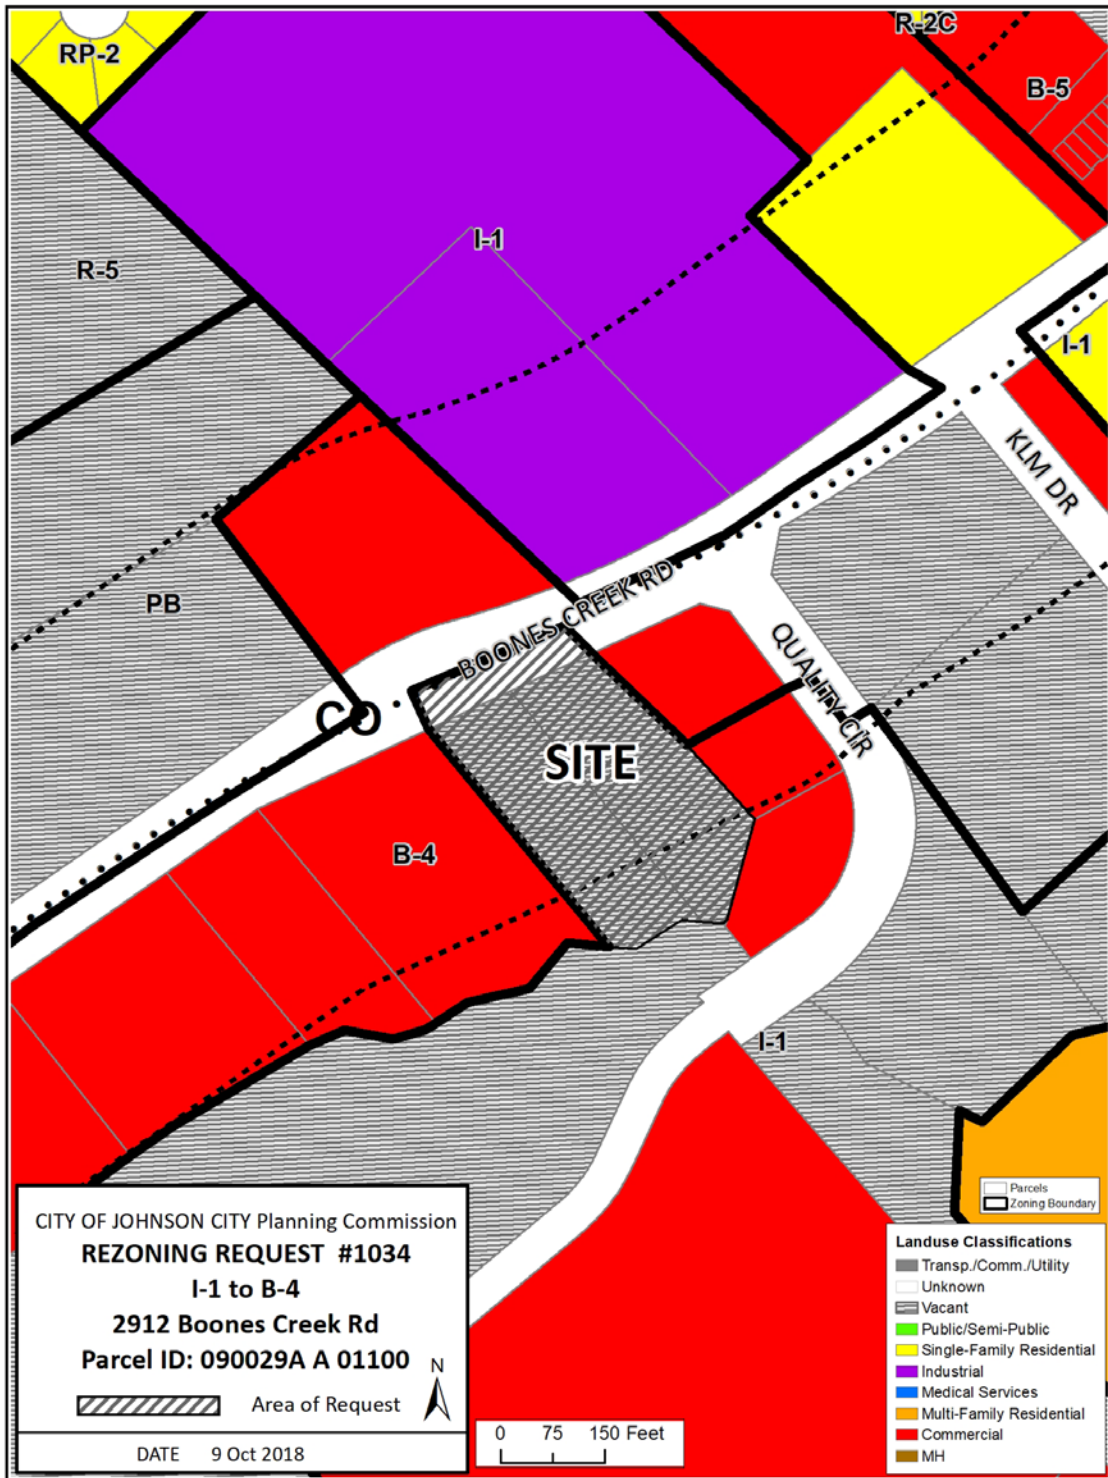 RP-2
R-2C
B-5
I-1
R-5
I-1
KLM DR
PB
BOONES CREEK RD
QUALITY CIR
CO
SITE
B-4
I-1
Parcels
Zoning Boundary
CITY OF JOHNSON CITY Planning Commission
REZONING REQUEST #1034
I-1 to B-4
2912 Boones Creek Rd
Parcel ID: 090029A A 01100
N
Area of Request
DATE 9 Oct 2018
0 75 150 Feet
Landuse Classifications
Transp./Comm./Utility
Unknown
Vacant
Public/Semi-Public
Single-Family Residential
Industrial
Medical Services
Multi-Family Residential
Commercial
MH